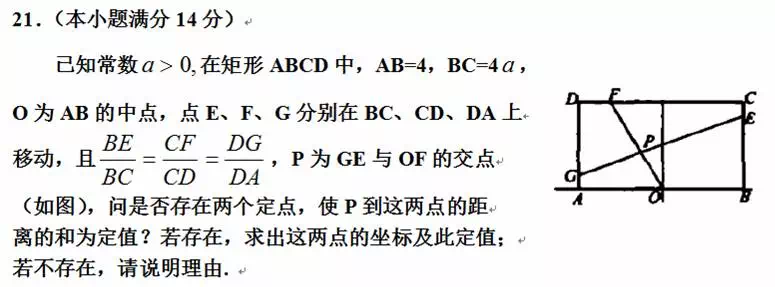 21．（本小题满分 14 分）
已知常数 a > 0, 在矩形 ABCD 中，AB=4，BC=4 a，
O 为 AB 的中点，点 E、F、G 分别在 BC、CD、DA 上
移动，且 BE/BC = CF/CD = DG/DA，P 为 GE 与 OF 的交点
（如图），问是否存在两个定点，使 P 到这两点的距
离的和为定值？若存在，求出这两点的坐标及此定值；
若不存在，请说明理由．
D F C
E
P
G
A O B